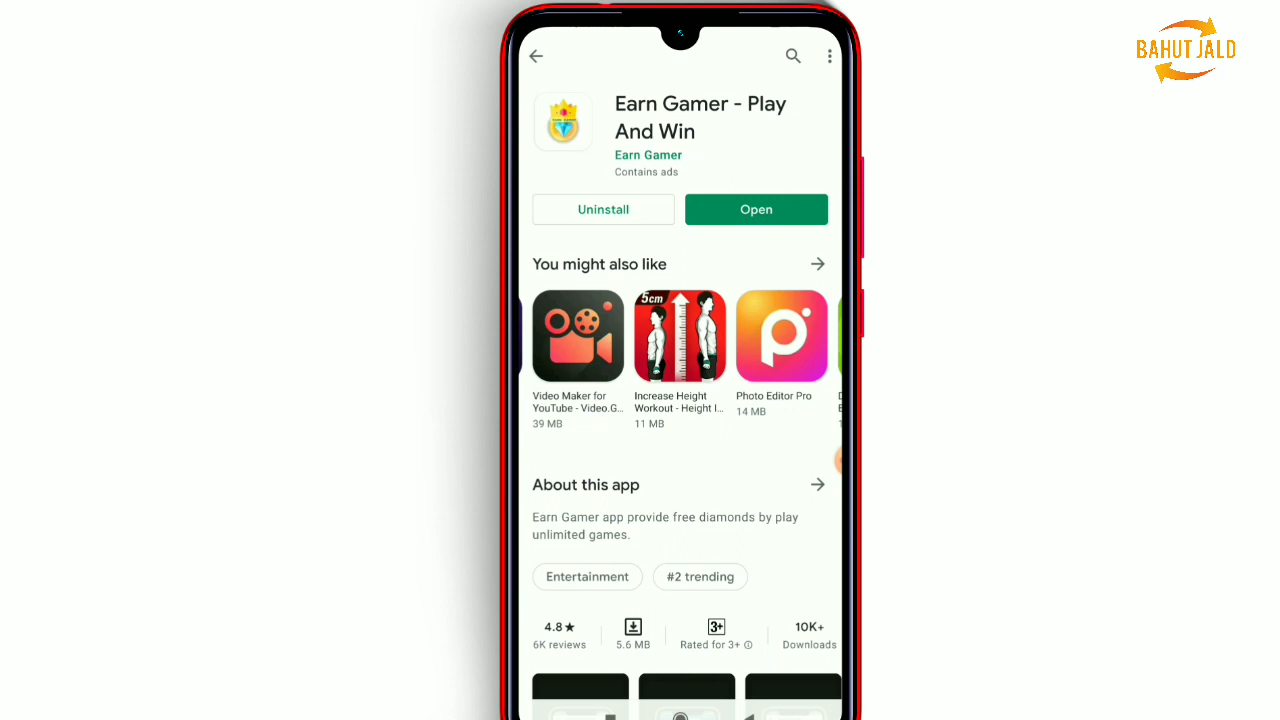 BAHUT JALD
Earn Gamer - Play
And Win
Earn Gamer
Contains ads
Uninstall
Open
You might also like
5cm
Video Maker for
YouTube - Video.G...
39 MB
Increase Height
Workout - Height I...
11 MB
Photo Editor Pro
14 MB
About this app
Earn Gamer app provide free diamonds by play
unlimited games.
Entertainment
#2 trending
4.8★
6K reviews
5.6 MB
3+
Rated for 3+
10K+
Downloads